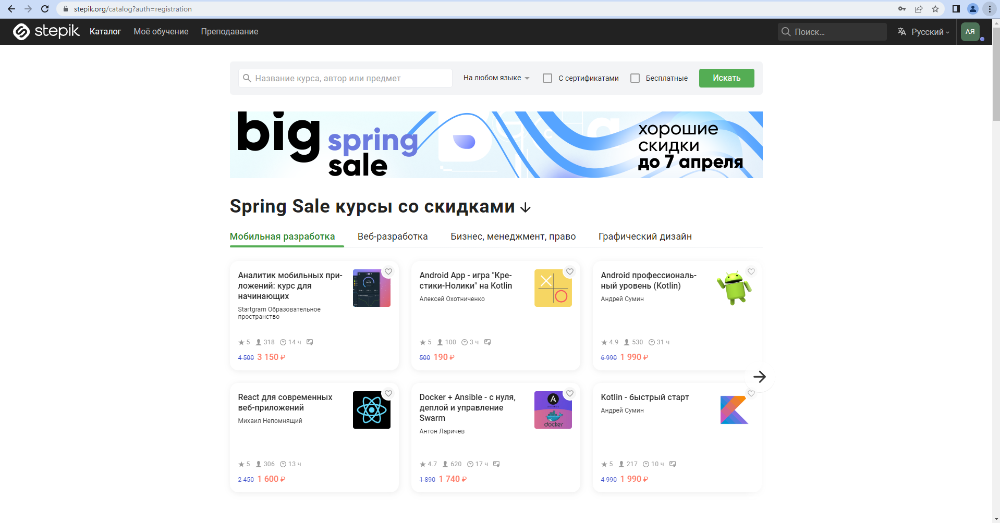 stepik.org/catalog?auth=registration
stepik Каталог Моё обучение Преподавание Поиск... Русский АЯ
Название курса, автор или предмет На любом языке С сертификатами Бесплатные Искать
big spring sale
хорошие
скидки
до 7 апреля
Spring Sale курсы со скидками
Мобильная разработка Веб-разработка Бизнес, менеджмент, право Графический дизайн
Аналитик мобильных при-
ложений: курс для
начинающих
Startgram Образовательное
пространство
5 318 14 ч
4 500 3 150 ₽
Android App - игра "Кре-
стики-Нолики" на Kotlin
Алексей Охотниченко
5 100 3 ч
500 190 ₽
Android профессиональ-
ный уровень (Kotlin)
Андрей Сумин
4.9 530 31 ч
6 990 1 990 ₽
React для современных
веб-приложений
Михаил Непомнящий
5 306 13 ч
2 450 1 600 ₽
Docker + Ansible - с нуля,
деплой и управление
Swarm
Антон Ларичев
ANSIBLE
docker
4.7 620 17 ч
1 890 1 740 ₽
Kotlin - быстрый старт
Андрей Сумин
5 217 10 ч
4 990 1 990 ₽